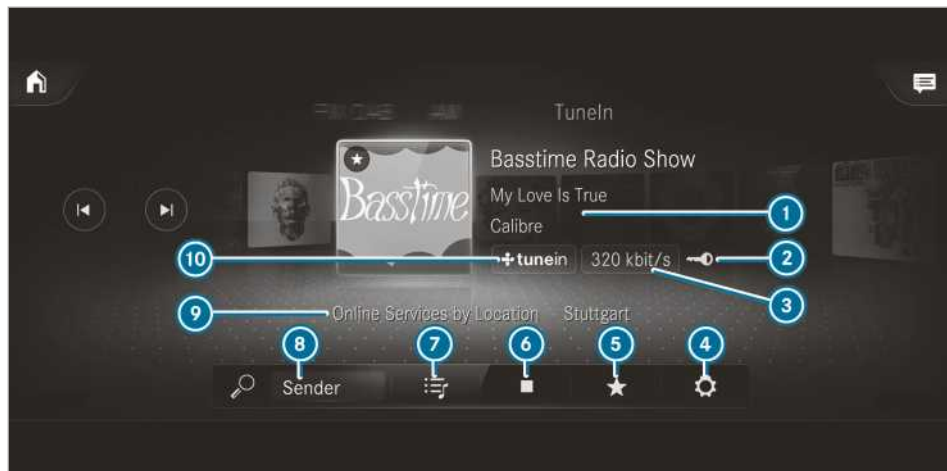 TuneIn
Basstime Radio Show
Basstime
My Love Is True
Calibre
1
10
tunein
320 kbit/s
2
3
9
Online Services by Location Stuttgart
8
7
6
5
4
Sender